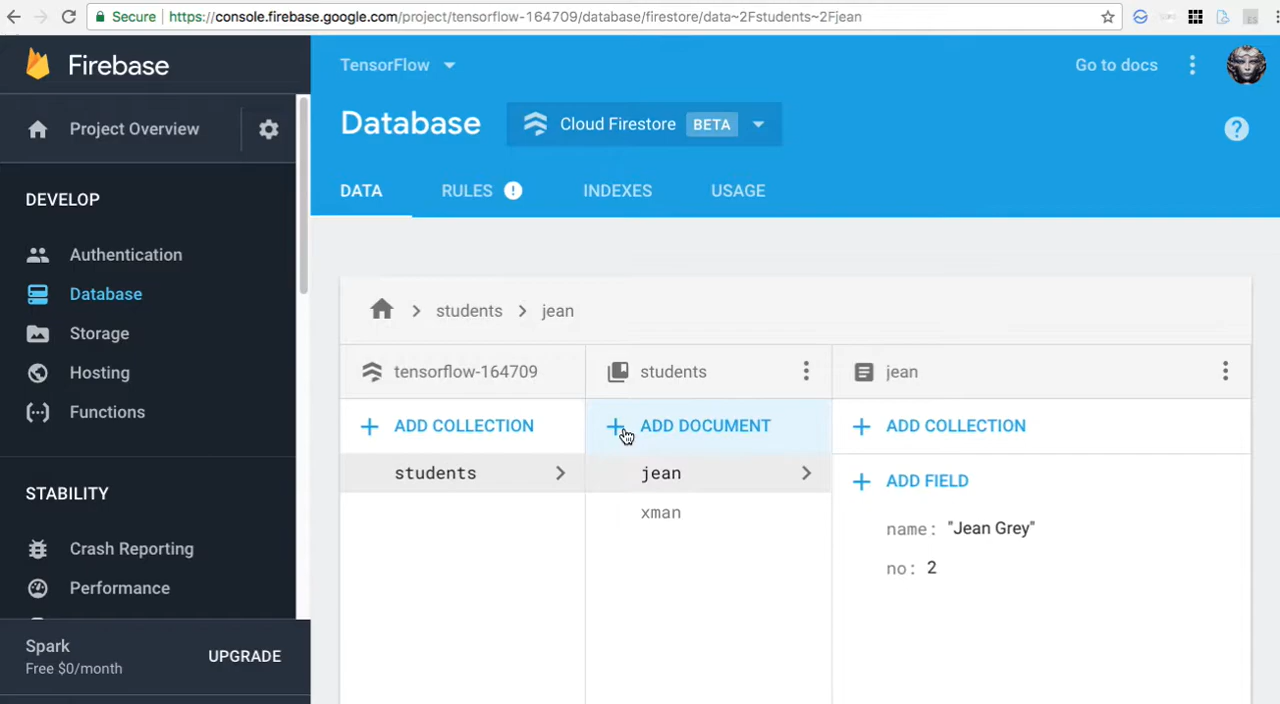 Secure https://console.firebase.google.com/project/tensorflow-164709/database/firestore/data~2Fstudents~2Fjean
Firebase
TensorFlow
Go to docs
Project Overview
Database
Cloud Firestore BETA
?
DATA RULES ! INDEXES USAGE
DEVELOP
Authentication
Database
Storage
Hosting
Functions
STABILITY
Crash Reporting
Performance
Spark
Free $0/month
UPGRADE
students jean
tensorflow-164709
students
jean
+ ADD COLLECTION
+ ADD DOCUMENT
+ ADD COLLECTION
students
jean
xman
+ ADD FIELD
name: "Jean Grey"
no: 2